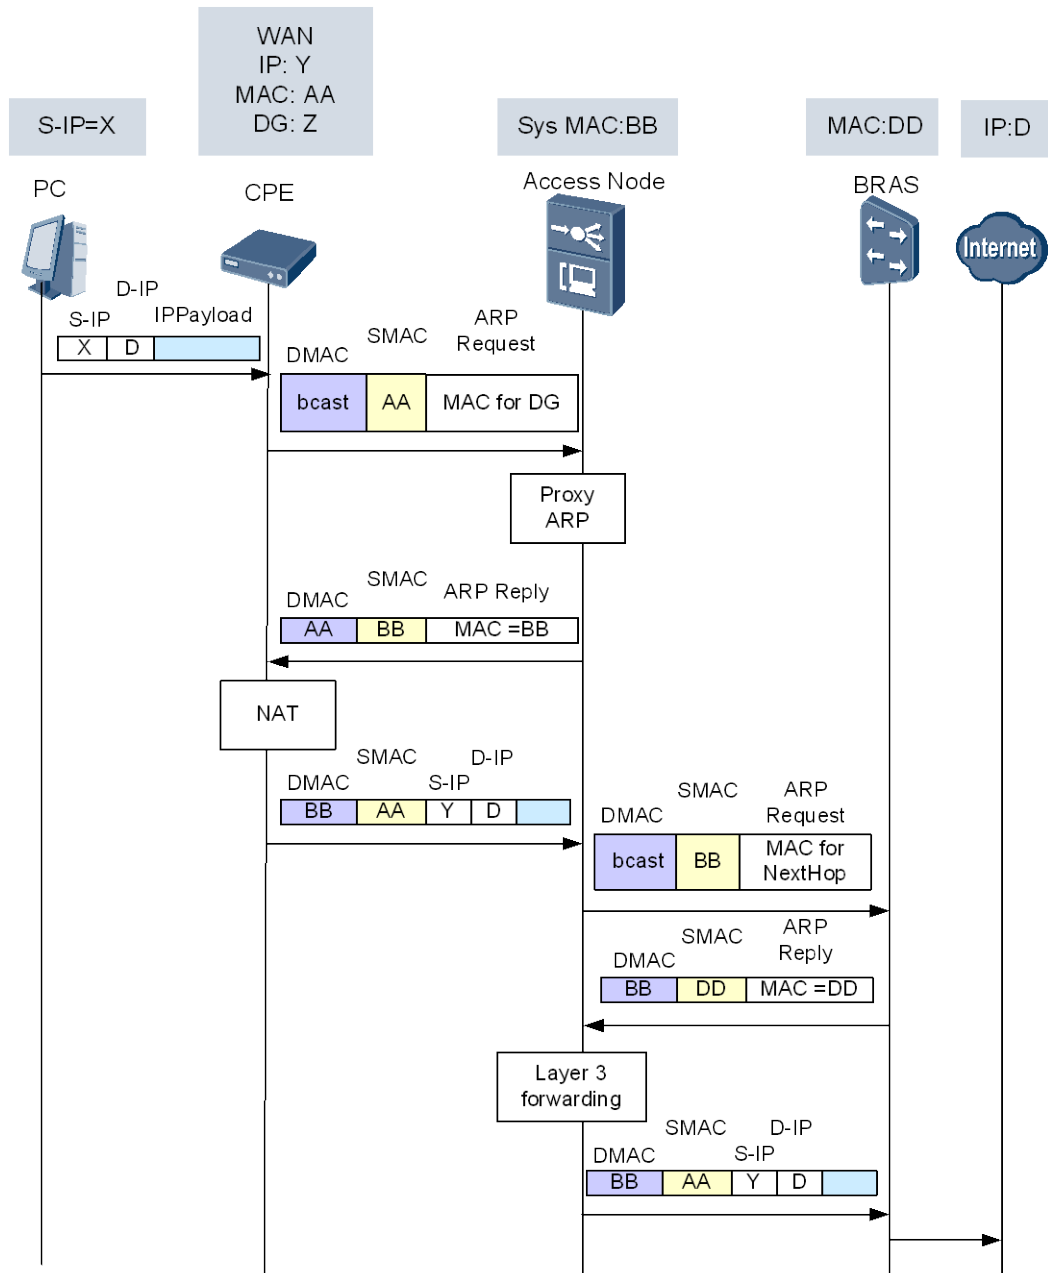 WAN
IP: Y
MAC: AA
DG: Z
S-IP=X
Sys MAC:BB
MAC:DD
IP:D
PC
CPE
Access Node
BRAS
Internet
D-IP
S-IP
IPPayload
X
D
DMAC
SMAC
ARP
Request
bcast
AA
MAC for DG
Proxy
ARP
DMAC
SMAC
ARP Reply
AA
BB
MAC =BB
NAT
DMAC
SMAC
S-IP
D-IP
BB
AA
Y
D
DMAC
SMAC
ARP
Request
bcast
BB
MAC for
NextHop
DMAC
SMAC
ARP
Reply
BB
DD
MAC =DD
Layer 3
forwarding
DMAC
SMAC
S-IP
D-IP
BB
AA
Y
D